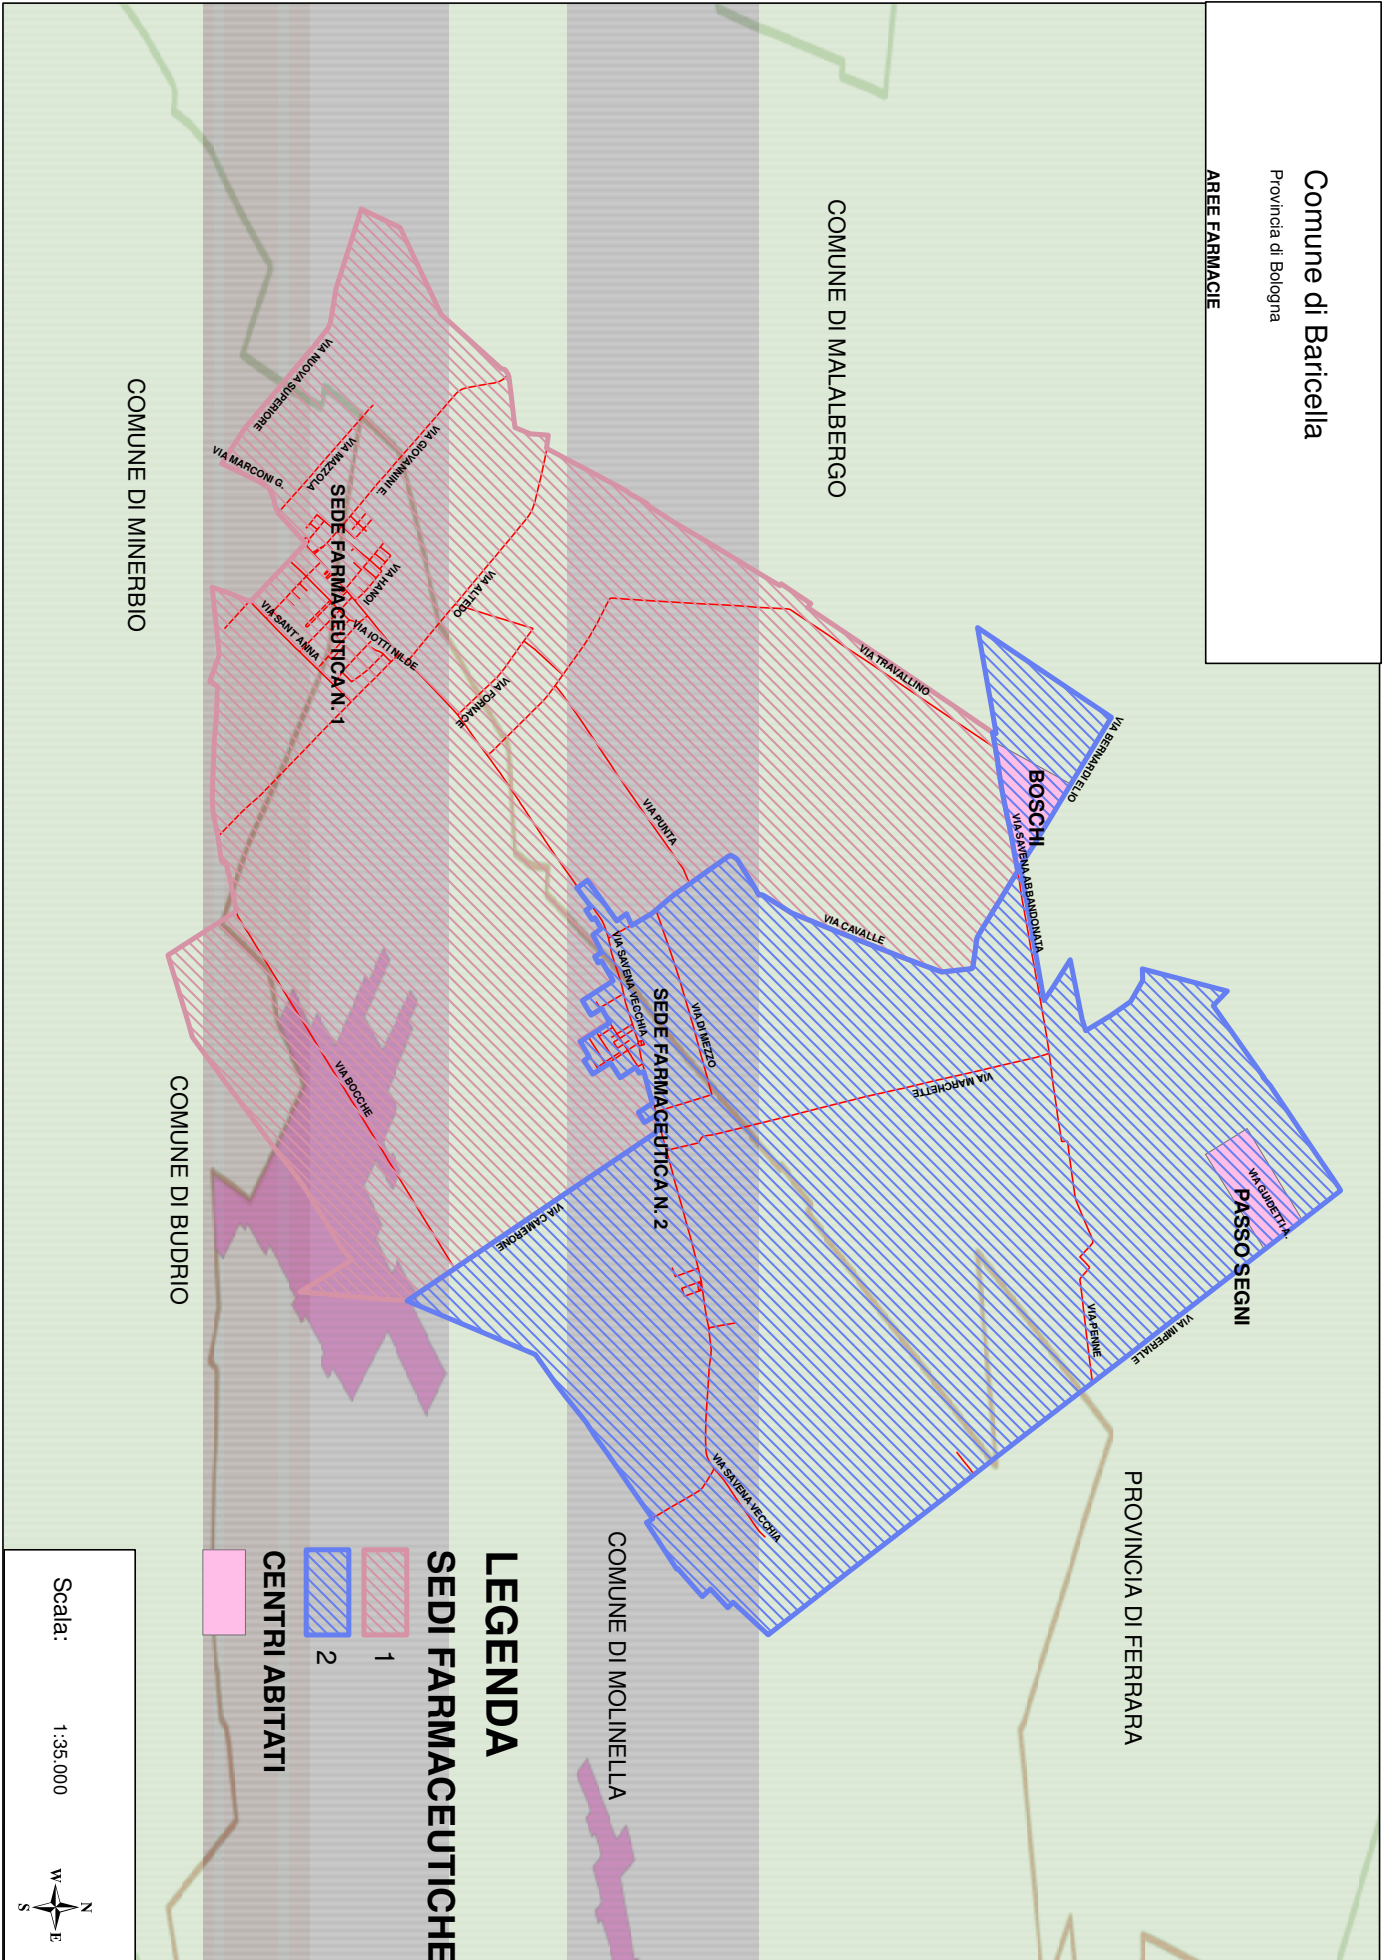 Comune di Baricella
Provincia di Bologna
AREE FARMACIE
COMUNE DI MALALBERGO
PROVINCIA DI FERRARA
VIA BERNARDI ELIO
BOSCHI
VIA SAVENA ABBANDONATA
VIA TRAVALLINO
VIA GUIDETTI A.
PASSO SEGNI
VIA IMPERIALE
VIA PENNE
VIA MARCHETTE
VIA CAVALLE
VIA PUNTA
VIA DI MEZZO
SEDE FARMACEUTICA N. 2
VIA SAVENA VECCHIA
VIA SAVENA VECCHIA
VIA CAMERONE
VIA FORNACE
VIA ALTEDO
VIA GIOVANNINI E.
VIA HANOI
VIA IOTTI NILDE
VIA MAZZOLA
SEDE FARMACEUTICA N. 1
VIA NUOVA SUPERIORE
VIA MARCONI G.
VIA SANT'ANNA
VIA BOCCHE
COMUNE DI MINERBIO
COMUNE DI BUDRIO
COMUNE DI MOLINELLA
LEGENDA
SEDI FARMACEUTICHE
1
2
CENTRI ABITATI
Scala: 1:35.000
N
W E
S